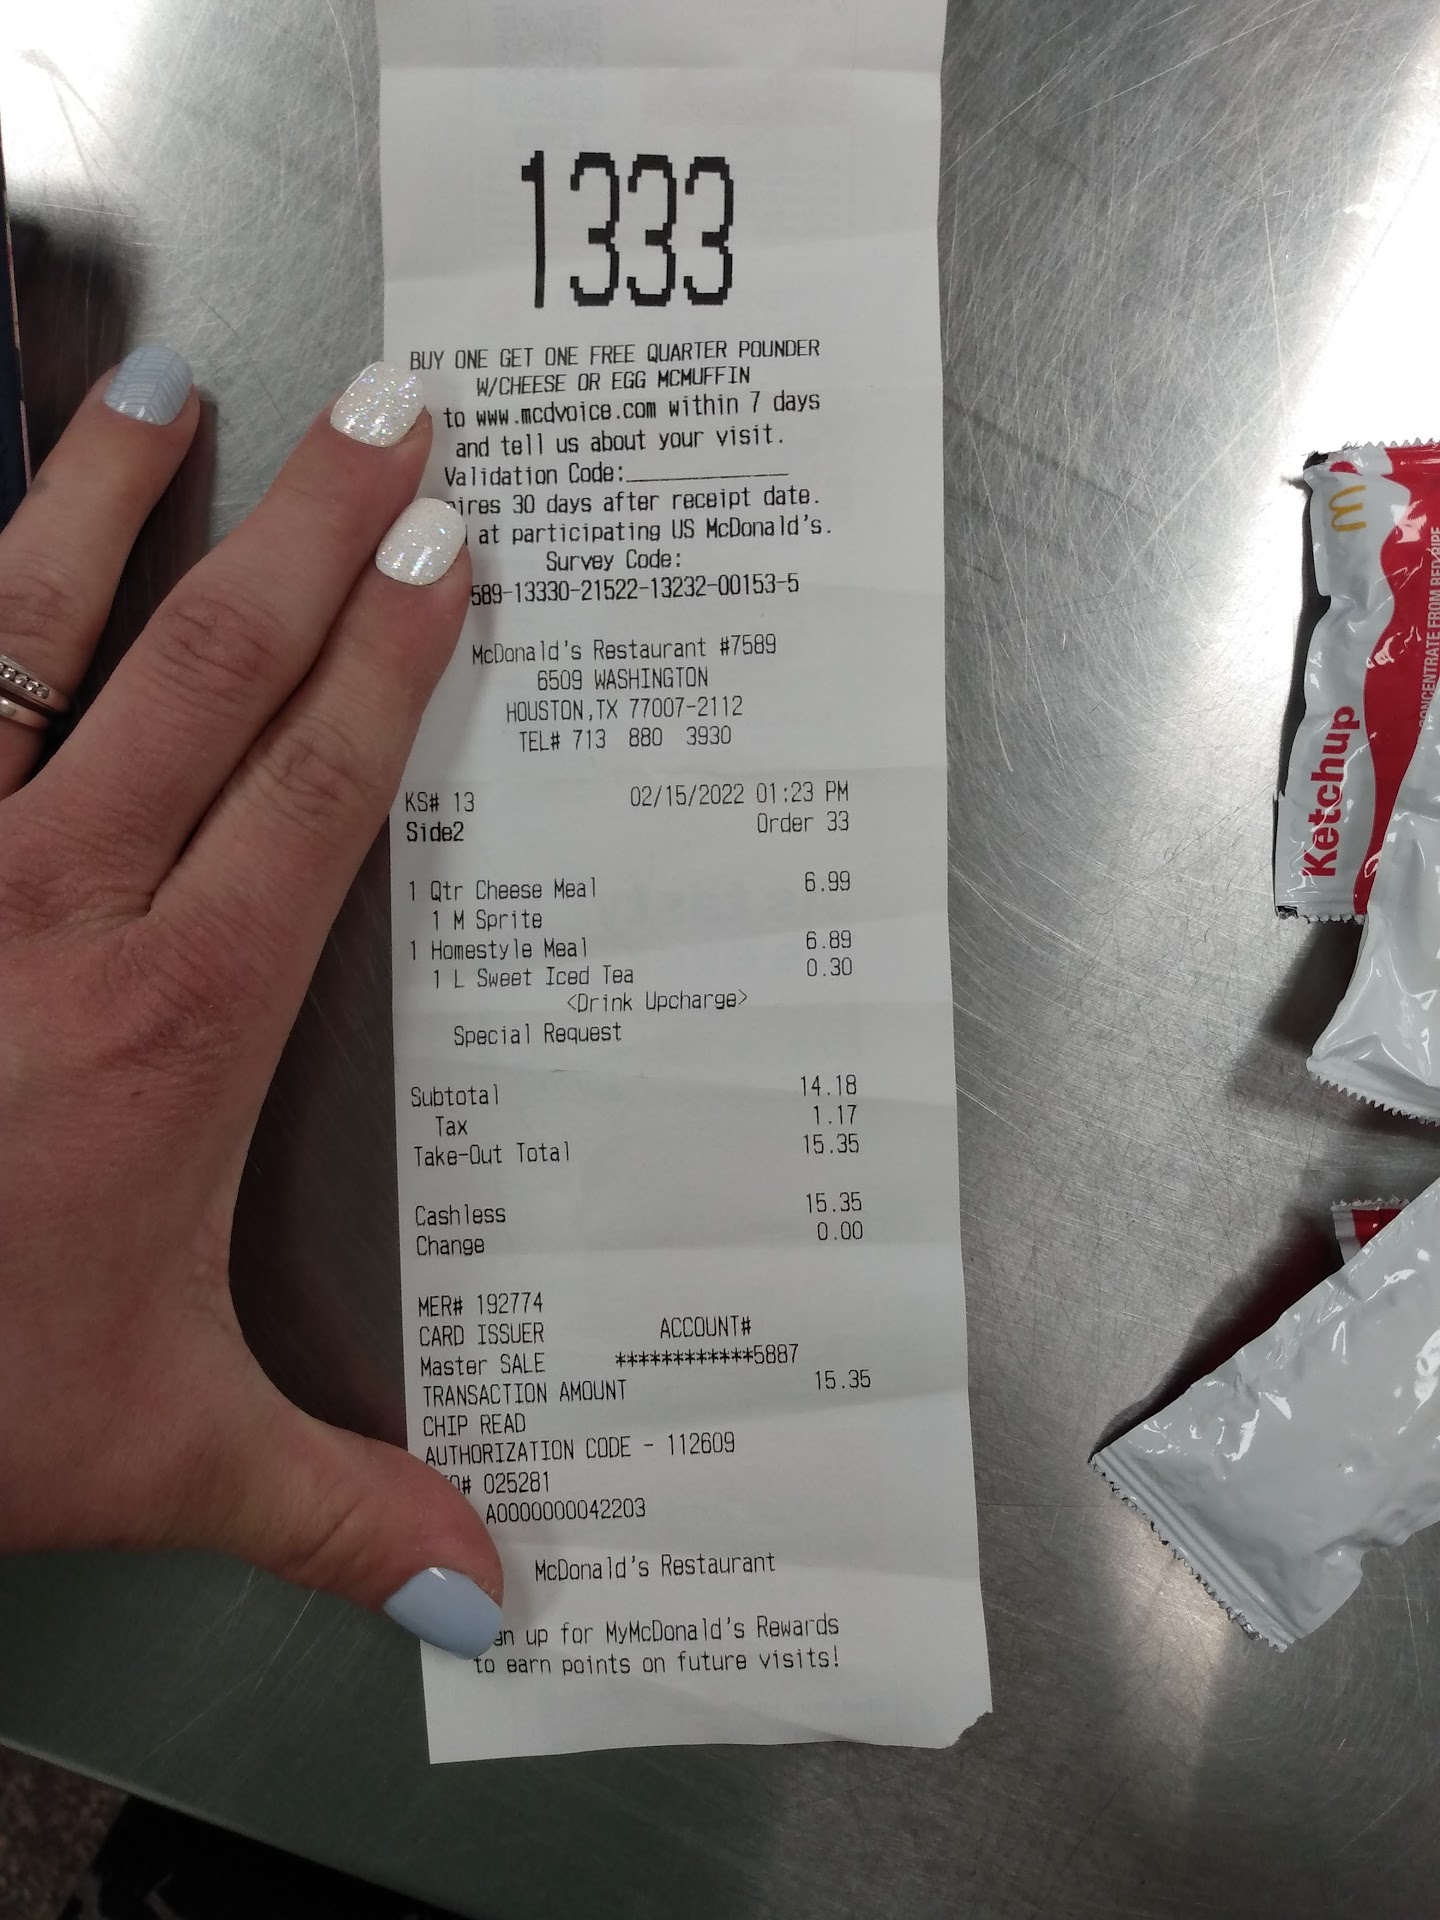 1333
BUY ONE GET ONE FREE QUARTER POUNDER
W/CHEESE OR EGG MCMUFFIN
to www.mcdvoice.com within 7 days
and tell us about your visit.
Validation Code:____________
30 days after receipt date.
at participating US McDonald's.
Survey Code:
589-13330-21522-13232-00153-5
McDonald's Restaurant #7589
6509 WASHINGTON
HOUSTON,TX 77007-2112
TEL# 713 880 3930
KS# 13 02/15/2022 01:23 PM
Side2 Order 33
1 Qtr Cheese Meal 6.99
1 M Sprite
1 Homestyle Meal 6.89
1 L Sweet Iced Tea 0.30
<Drink Upcharge>
Special Request
Subtotal 14.18
Tax 1.17
Take-Out Total 15.35
Cashless 15.35
Change 0.00
MER# 192774
CARD ISSUER ACCOUNT#
Master SALE ************5887
TRANSACTION AMOUNT 15.35
CHIP READ
AUTHORIZATION CODE - 112609
# 025281
A0000000042203
McDonald's Restaurant
up for MyMcDonald's Rewards
to earn points on future visits!
Ketchup
CONCENTRATE FROM RED RIPE